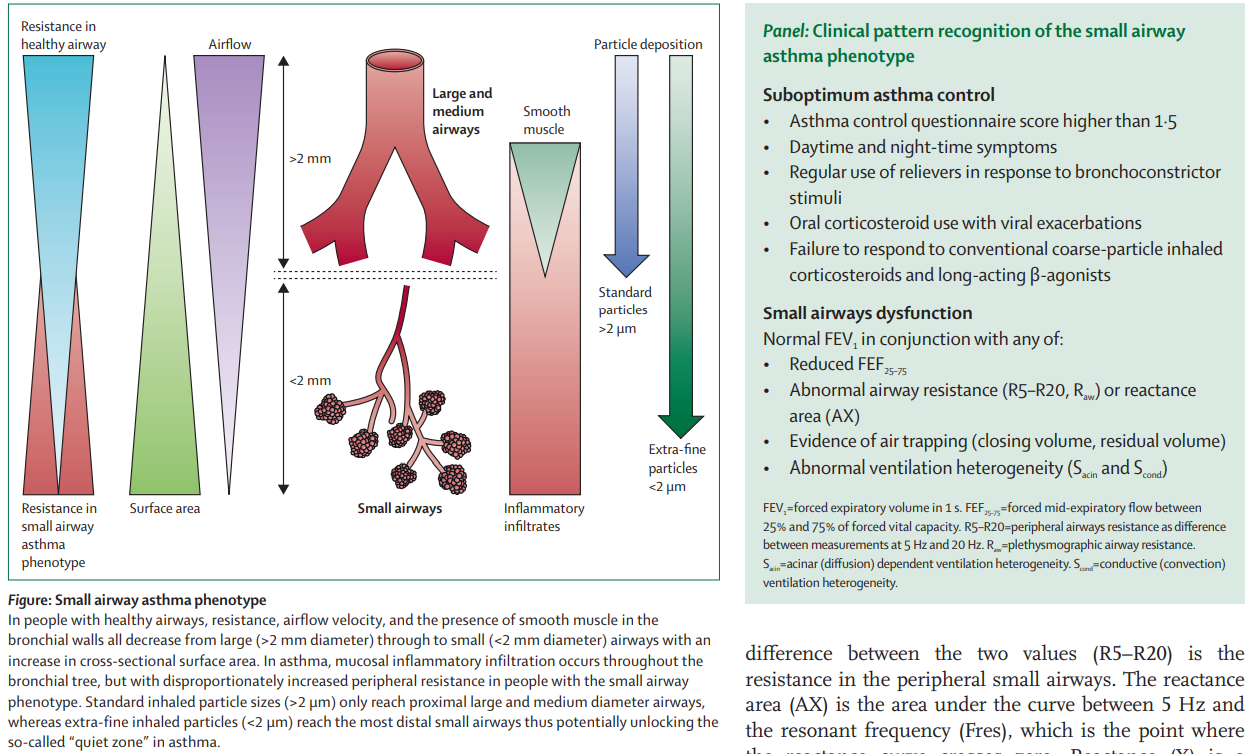 Resistance in
healthy airway
Airflow
Particle deposition
Large and
medium
airways
Smooth
muscle
>2 mm
Standard
particles
>2 μm
<2 mm
Extra-fine
particles
<2 μm
Resistance in
small airway
asthma
phenotype
Surface area
Small airways
Inflammatory
infiltrates
Figure: Small airway asthma phenotype
In people with healthy airways, resistance, airflow velocity, and the presence of smooth muscle in the
bronchial walls all decrease from large (>2 mm diameter) through to small (<2 mm diameter) airways with an
increase in cross-sectional surface area. In asthma, mucosal inflammatory infiltration occurs throughout the
bronchial tree, but with disproportionately increased peripheral resistance in people with the small airway
phenotype. Standard inhaled particle sizes (>2 μm) only reach proximal large and medium diameter airways,
whereas extra-fine inhaled particles (<2 μm) reach the most distal small airways thus potentially unlocking the
so-called “quiet zone” in asthma.
Panel: Clinical pattern recognition of the small airway
asthma phenotype
Suboptimum asthma control
• Asthma control questionnaire score higher than 1·5
• Daytime and night-time symptoms
• Regular use of relievers in response to bronchoconstrictor
stimuli
• Oral corticosteroid use with viral exacerbations
• Failure to respond to conventional coarse-particle inhaled
corticosteroids and long-acting β-agonists
Small airways dysfunction
Normal FEV1 in conjunction with any of:
• Reduced FEF25-75
• Abnormal airway resistance (R5–R20, Raw) or reactance
area (AX)
• Evidence of air trapping (closing volume, residual volume)
• Abnormal ventilation heterogeneity (Sacin and Scond)
FEV1=forced expiratory volume in 1 s. FEF25-75=forced mid-expiratory flow between
25% and 75% of forced vital capacity. R5–R20=peripheral airways resistance as difference
between measurements at 5 Hz and 20 Hz. Raw=plethysmographic airway resistance.
Sacin=acinar (diffusion) dependent ventilation heterogeneity. Scond=conductive (convection)
ventilation heterogeneity.
difference between the two values (R5–R20) is the
resistance in the peripheral small airways. The reactance
area (AX) is the area under the curve between 5 Hz and
the resonant frequency (Fres), which is the point where